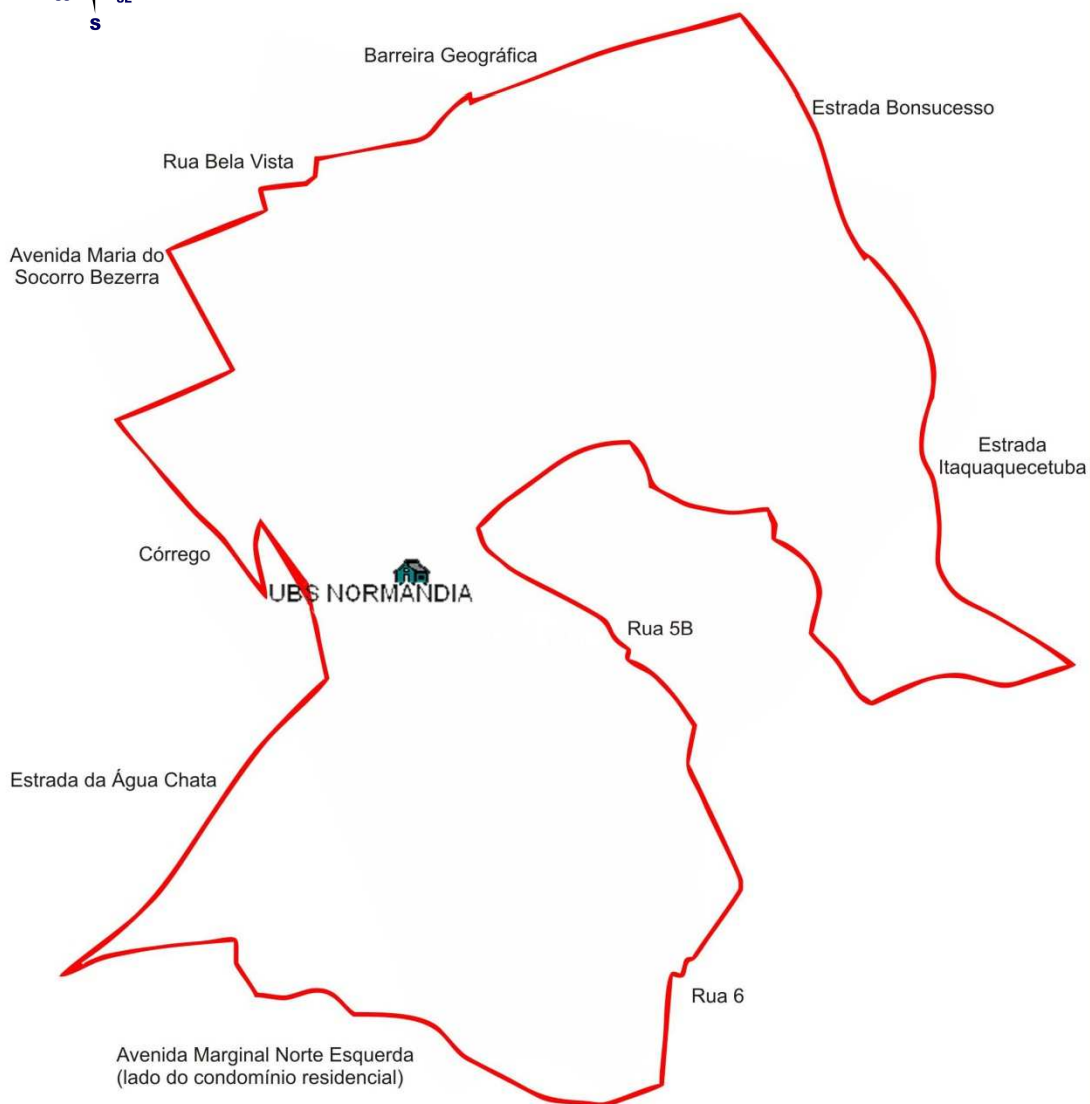 S
Barreira Geográfica
Estrada Bonsucesso
Rua Bela Vista
Avenida Maria do
Socorro Bezerra
Estrada
Itaquaquecetuba
Córrego
UBS NORMANDIA
Rua 5B
Estrada da Água Chata
Rua 6
Avenida Marginal Norte Esquerda
(lado do condomínio residencial)